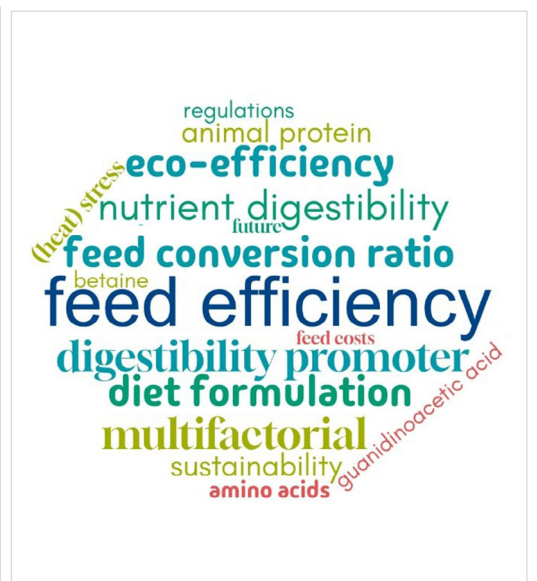 regulations
animal protein
eco-efficiency
(heat) stress
nutrient digestibility
future
feed conversion ratio
betaine
feed efficiency
feed costs
digestibility promoter
diet formulation
guanidinoacetic acid
multifactorial
sustainability
amino acids